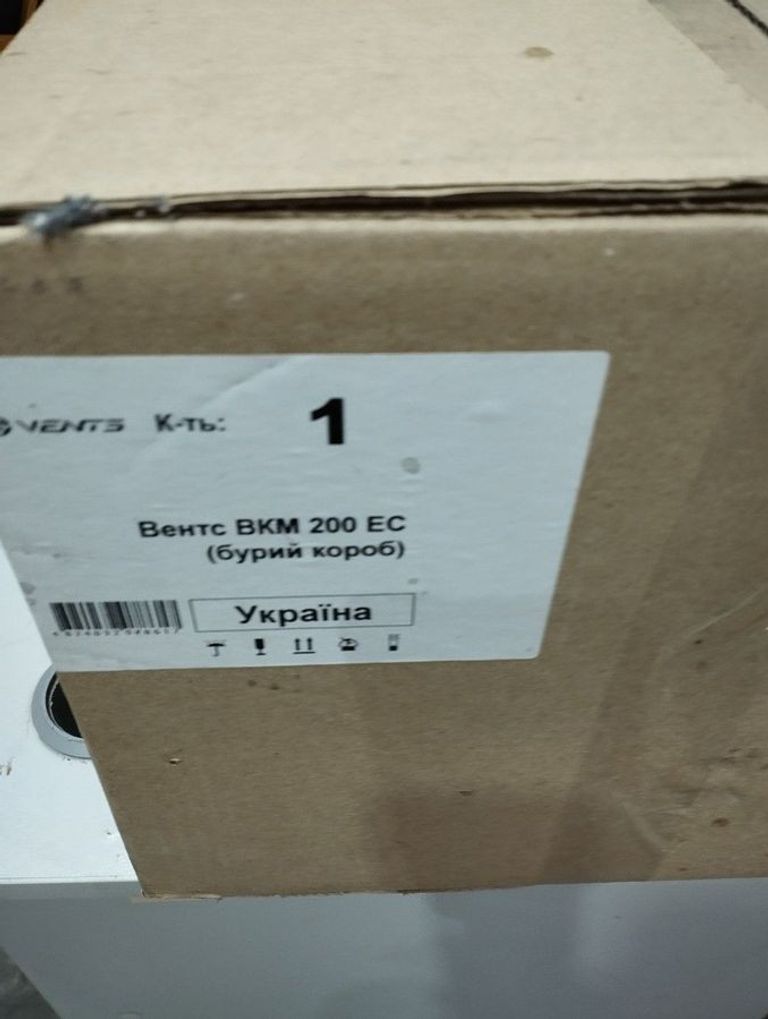 VENTS К-ть: 1
Вентс ВКМ 200 ЕС
(бурий короб)
Україна